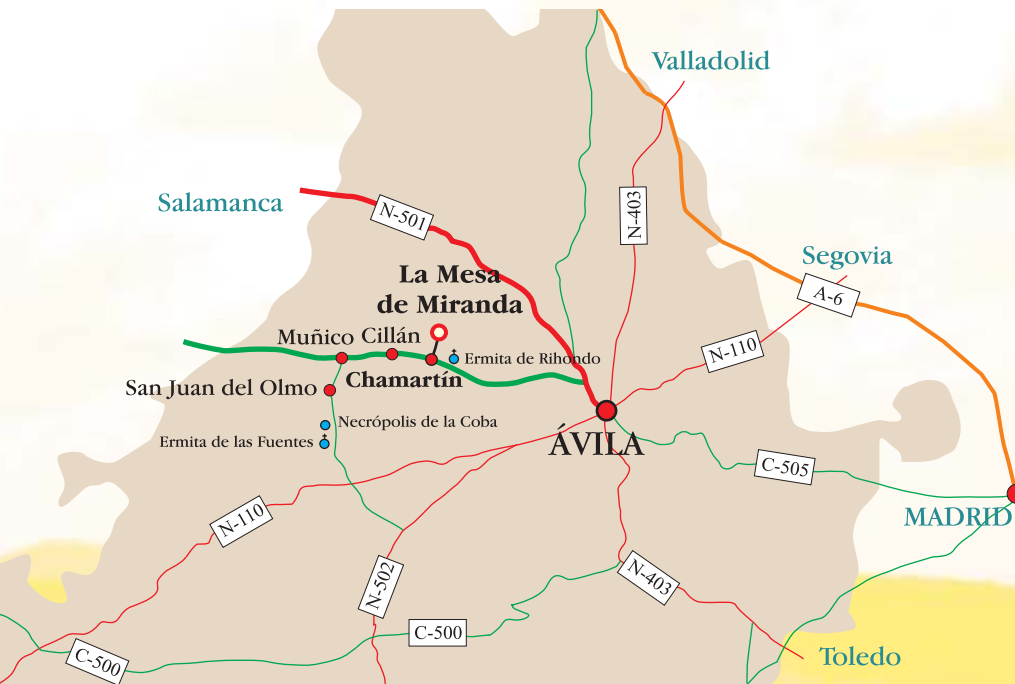 Valladolid
Salamanca
N-501
N-403
Segovia
A-6
La Mesa
de Miranda
Muñico Cillán
Ermita de Rihondo
N-110
Chamartín
San Juan del Olmo
Necrópolis de la Coba
Ermita de las Fuentes
ÁVILA
C-505
N-110
MADRID
N-502
N-403
C-500
C-500
Toledo